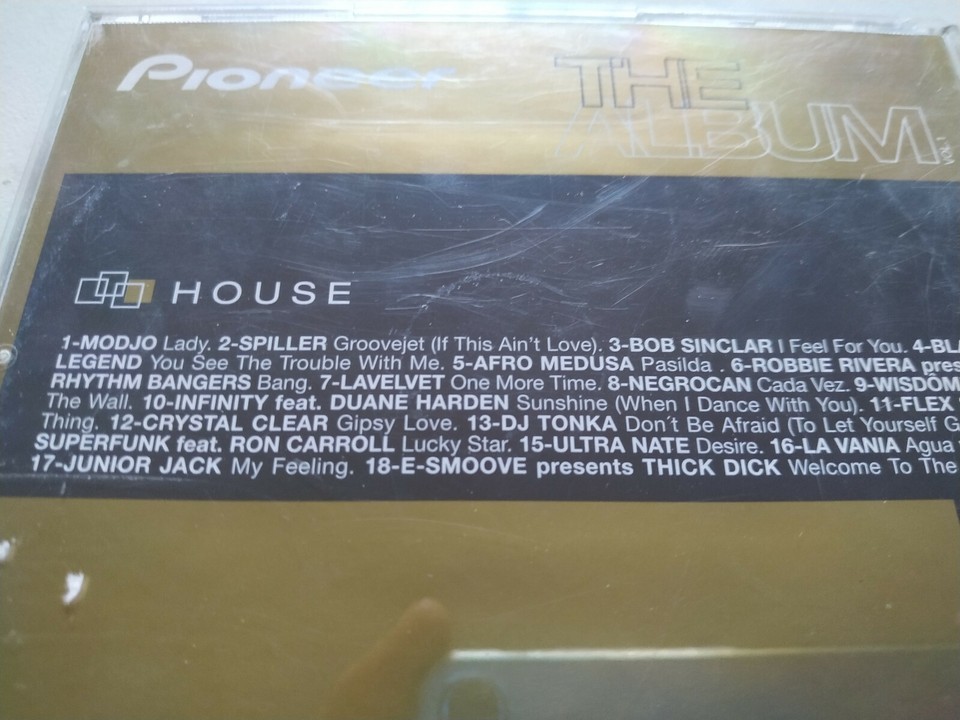 Pioneer
THE
ALBUM
VOL.1
HOUSE
1-MODJO Lady. 2-SPILLER Groovejet (If This Ain't Love). 3-BOB SINCLAR I Feel For You. 4-BLA
LEGEND You See The Trouble With Me. 5-AFRO MEDUSA Pasilda . 6-ROBBIE RIVERA pres
RHYTHM BANGERS Bang. 7-LAVELVET One More Time. 8-NEGROCAN Cada Vez. 9-WISDÔM
The Wall. 10-INFINITY feat. DUANE HARDEN Sunshine (When I Dance With You). 11-FLEX
Thing. 12-CRYSTAL CLEAR Gipsy Love. 13-DJ TONKA Don´t Be Afraid (To Let Yourself G
SUPERFUNK feat. RON CARROLL Lucky Star. 15-ULTRA NATE Desire. 16-LA VANIA Agua
17-JUNIOR JACK My Feeling. 18-E-SMOOVE presents THICK DICK Welcome To The